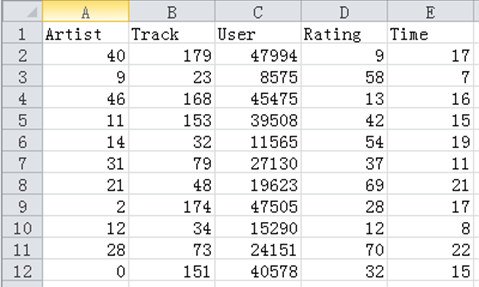 A B C D E
1 Artist Track User Rating Time
2 40 179 47994 9 17
3 9 23 8575 58 7
4 46 168 45475 13 16
5 11 153 39508 42 15
6 14 32 11565 54 19
7 31 79 27130 37 11
8 21 48 19623 69 21
9 2 174 47505 28 17
10 12 34 15290 12 8
11 28 73 24151 70 22
12 0 151 40578 32 15